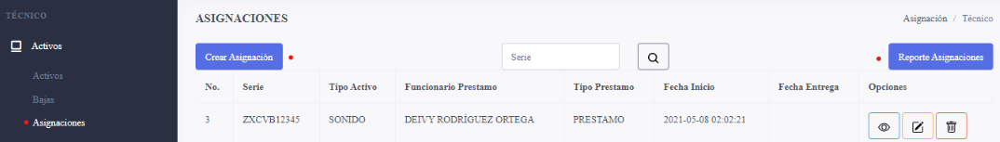 TÉCNICO
Activos
Activos
Bajas
Asignaciones
ASIGNACIONES
Asignación / Técnico
Crear Asignación
Serie
Reporte Asignaciones
No. Serie Tipo Activo Funcionario Prestamo Tipo Prestamo Fecha Inicio Fecha Entrega Opciones
3 ZXCVB12345 SONIDO DEIVY RODRÍGUEZ ORTEGA PRESTAMO 2021-05-08 02:02:21